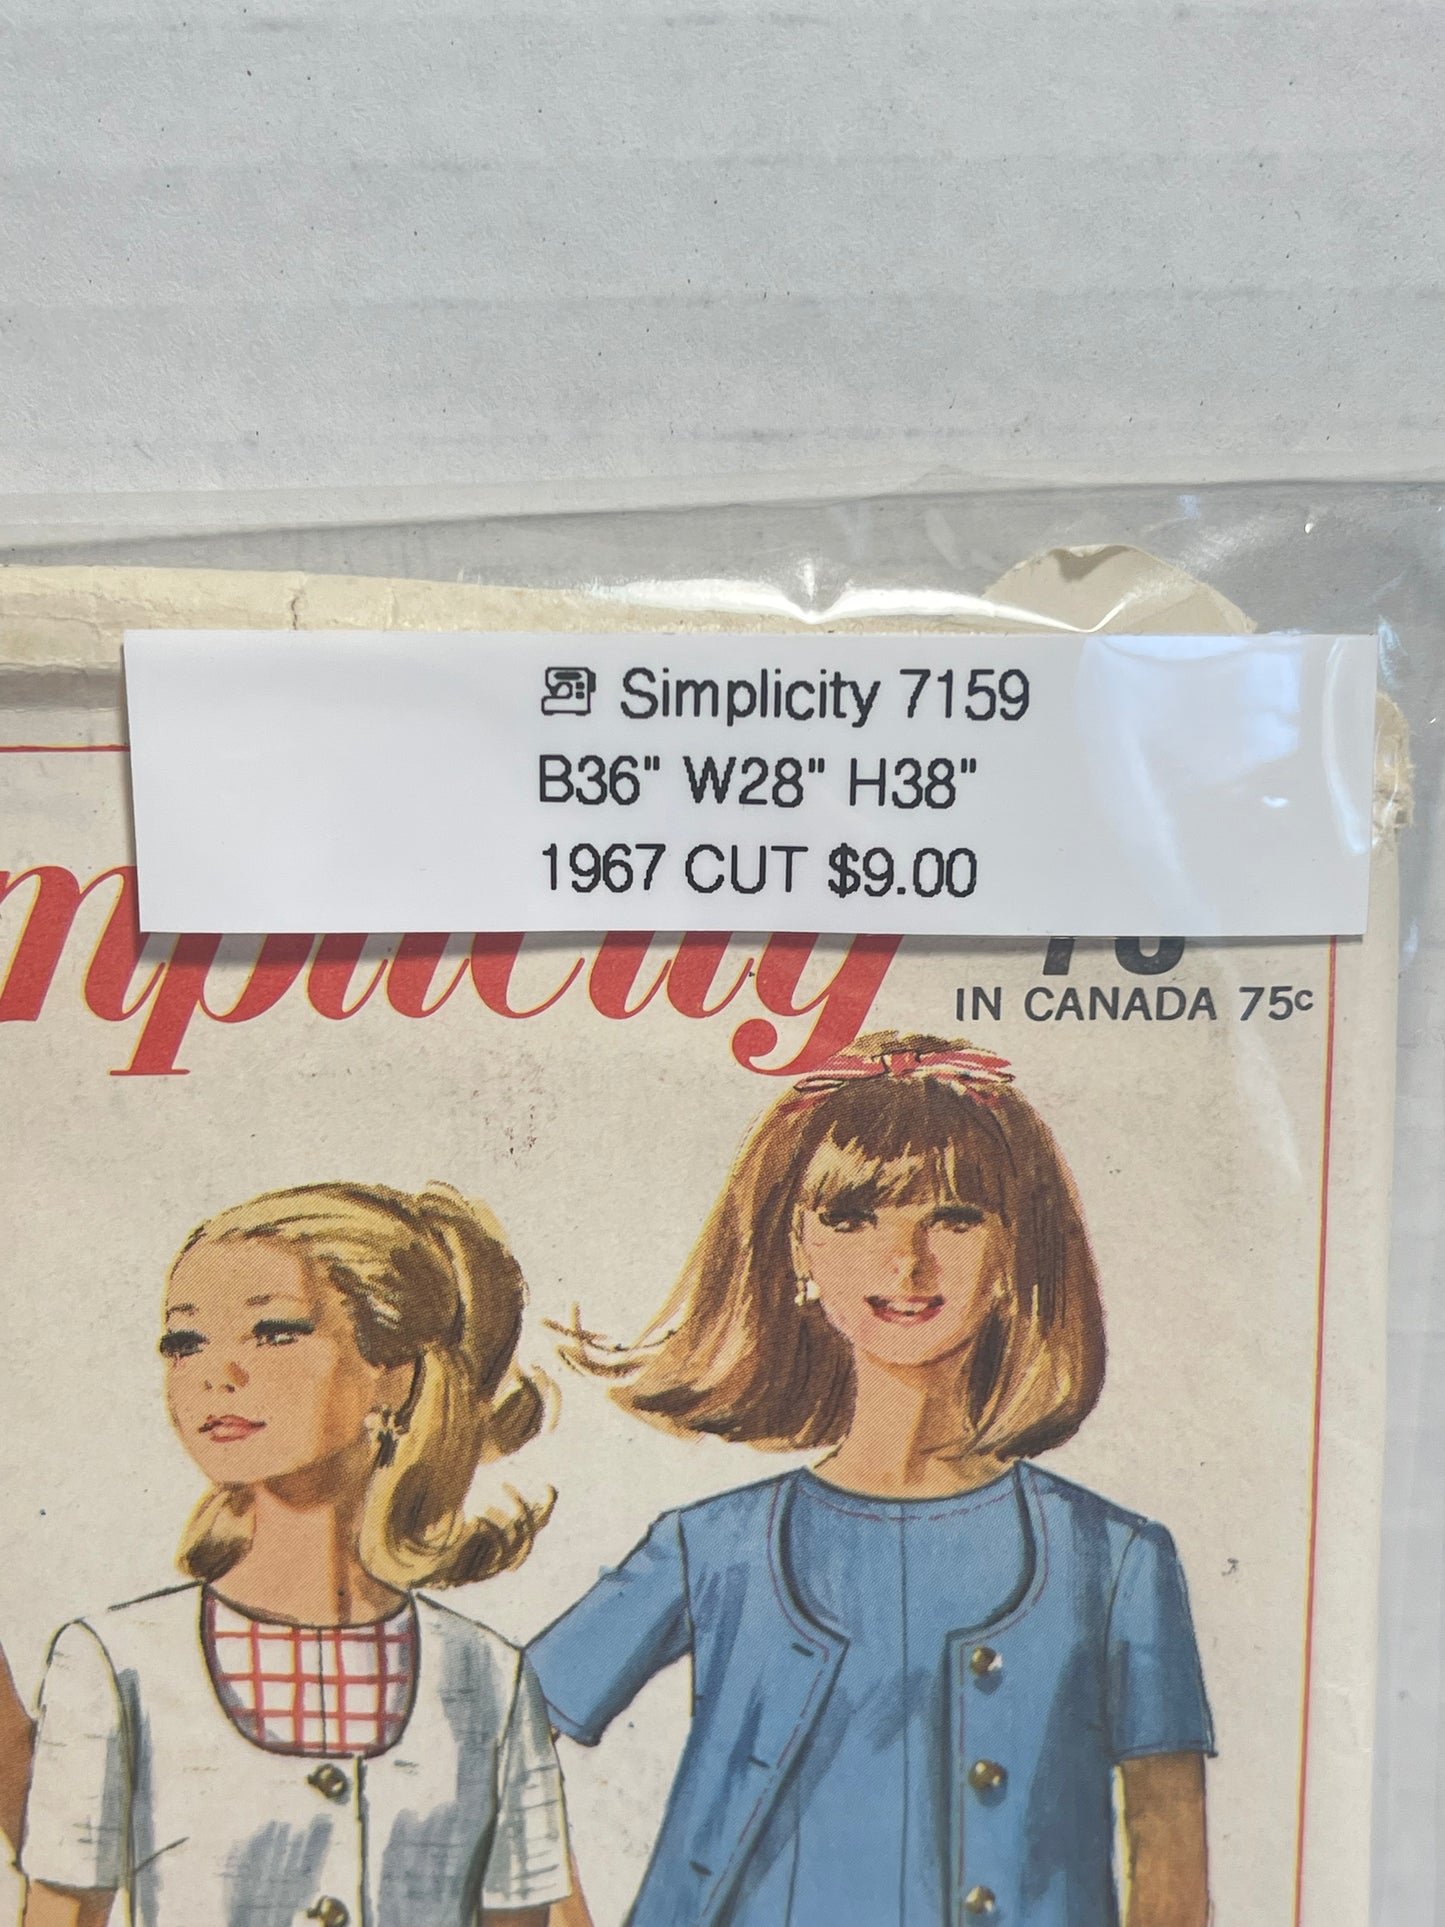 Simplicity 7159
B36" W28" H38"
1967 CUT $9.00
IN CANADA 75c